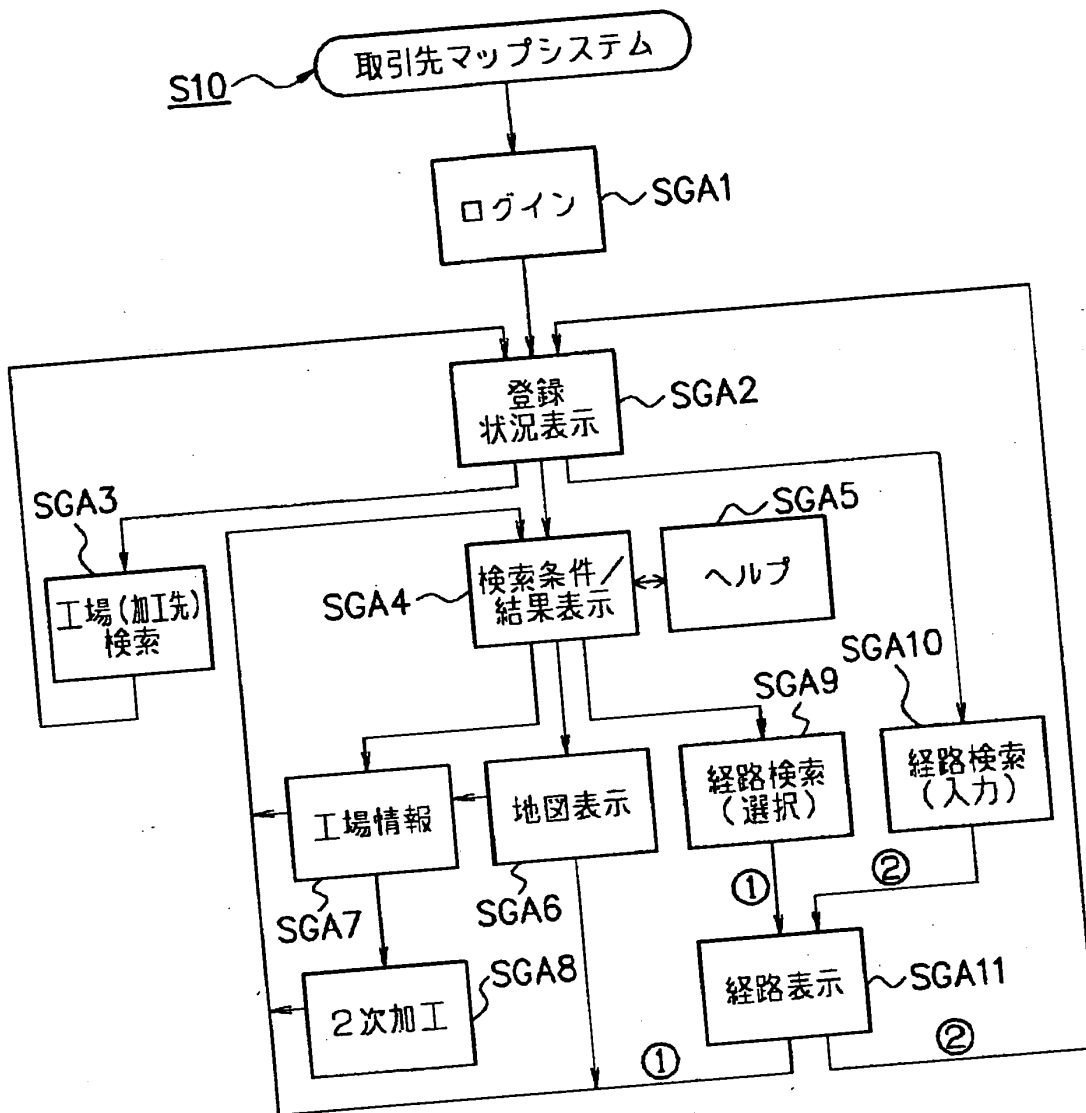 取引先マップシステム
S10
ログイン
SGA1
登録
状況表示
SGA2
SGA3
工場(加工先)
検索
SGA4
検索条件/
結果表示
SGA5
ヘルプ
SGA9
経路検索
(選択)
SGA10
経路検索
(入力)
工場情報
SGA7
地図表示
SGA6
①
②
2次加工
SGA8
経路表示
SGA11
①
②